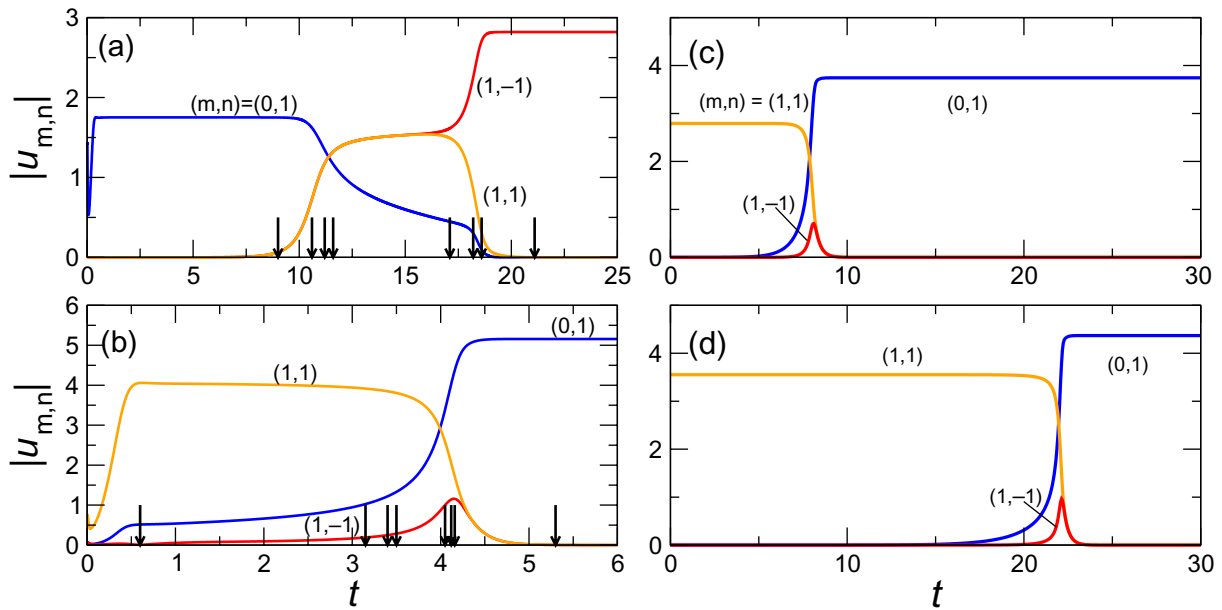 (a)
(m,n)=(0,1)
(1,−1)
(1,1)
|u_{m,n}|
3
2
1
0
0 5 10 15 20 25
(c)
(m,n) = (1,1)
(0,1)
(1,−1)
4
2
0
0 10 20 30
(b)
(0,1)
(1,1)
(1,−1)
|u_{m,n}|
6
5
4
3
2
1
0
0 1 2 3 4 5 6
t
(d)
(1,1)
(0,1)
(1,−1)
4
2
0
0 10 20 30
t